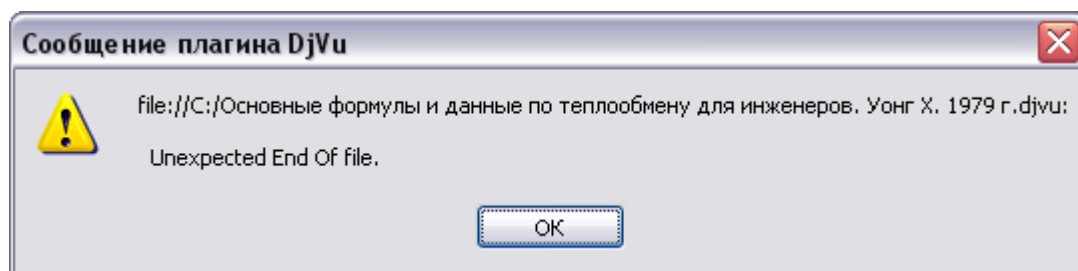 Сообщение плагина DjVu
file://C:/Основные формулы и данные по теплообмену для инженеров. Уонг Х. 1979 г.djvu:
Unexpected End Of file.
OK